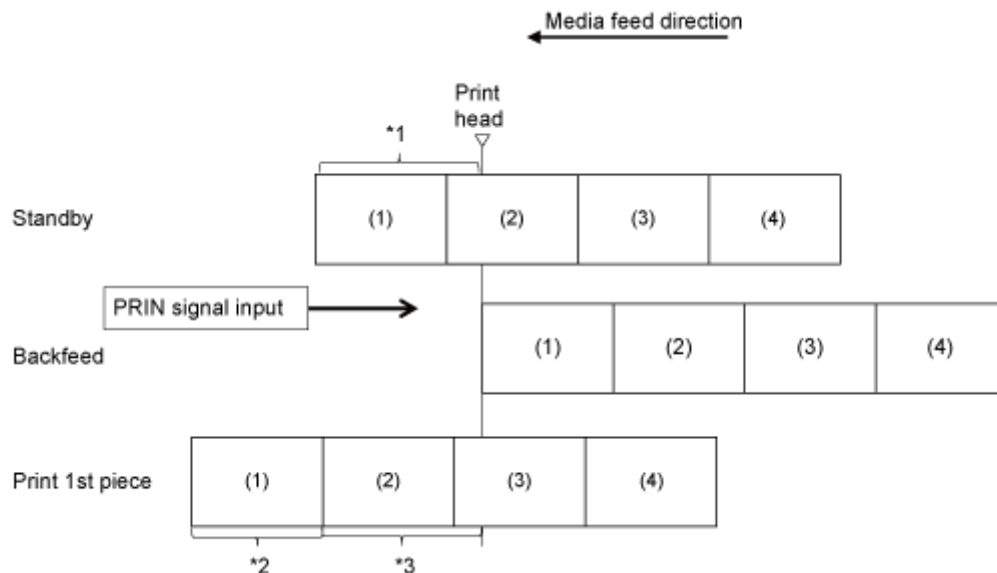 Media feed direction
Print
head
*1
Standby
(1)
(2)
(3)
(4)
PRIN signal input
Backfeed
(1)
(2)
(3)
(4)
Print 1st piece
(1)
(2)
(3)
(4)
*2
*3